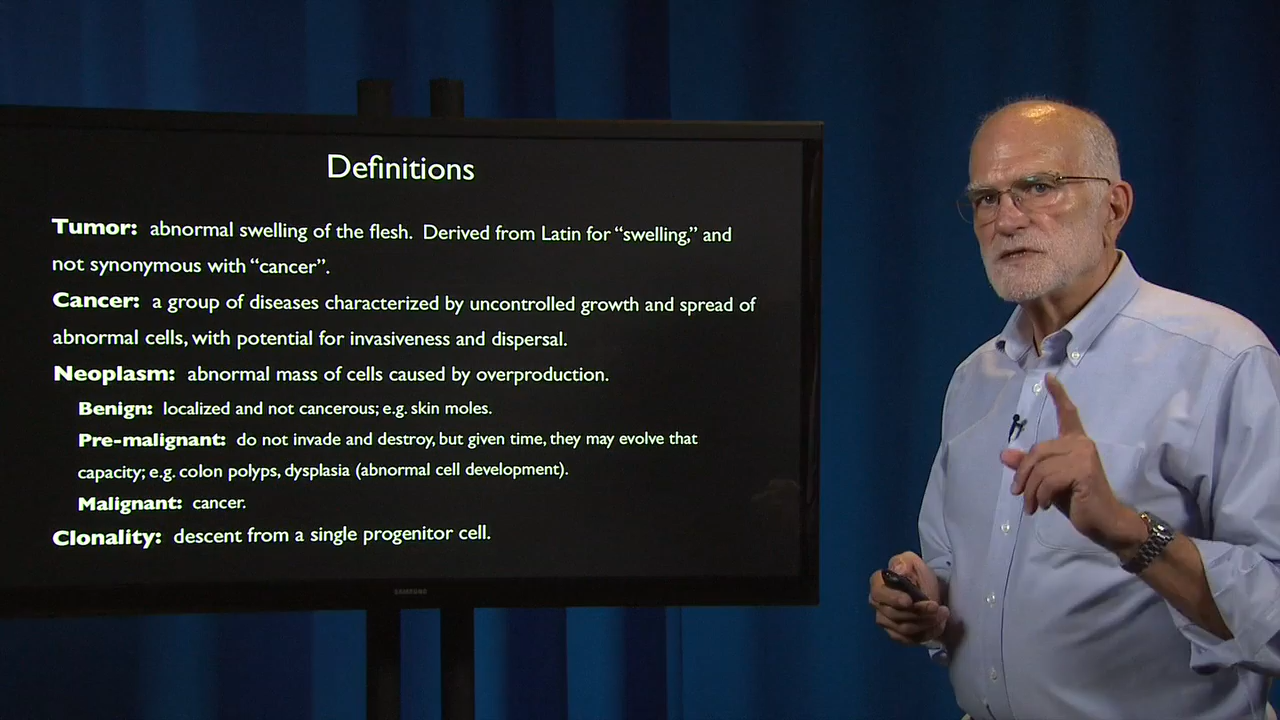 Definitions
Tumor: abnormal swelling of the flesh. Derived from Latin for “swelling,” and
not synonymous with “cancer”.
Cancer: a group of diseases characterized by uncontrolled growth and spread of
abnormal cells, with potential for invasiveness and dispersal.
Neoplasm: abnormal mass of cells caused by overproduction.
Benign: localized and not cancerous; e.g. skin moles.
Pre-malignant: do not invade and destroy, but given time, they may evolve that
capacity; e.g. colon polyps, dysplasia (abnormal cell development).
Malignant: cancer.
Clonality: descent from a single progenitor cell.
SAMSUNG